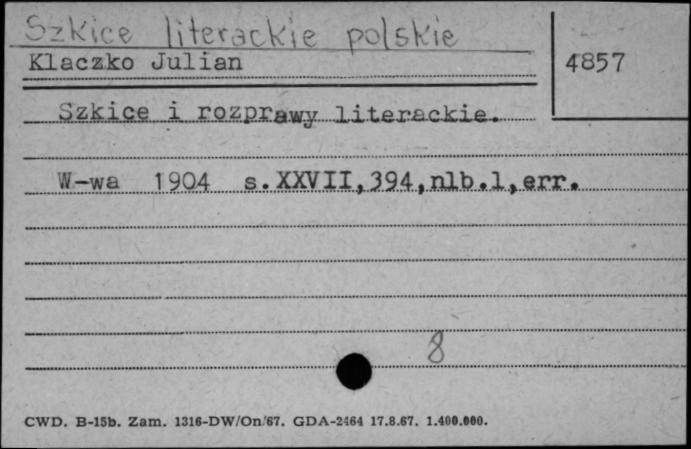 Szkice literackie polskie
Klaczko Julian
4857
Szkice i rozprawy literackie.
W-wa 1904 s.XXVII,394,nlb.l,err.
8
CWD. B-15b. Zam. 1316-DW/On/67. GDA-2464 17.8.67. 1.400.000.